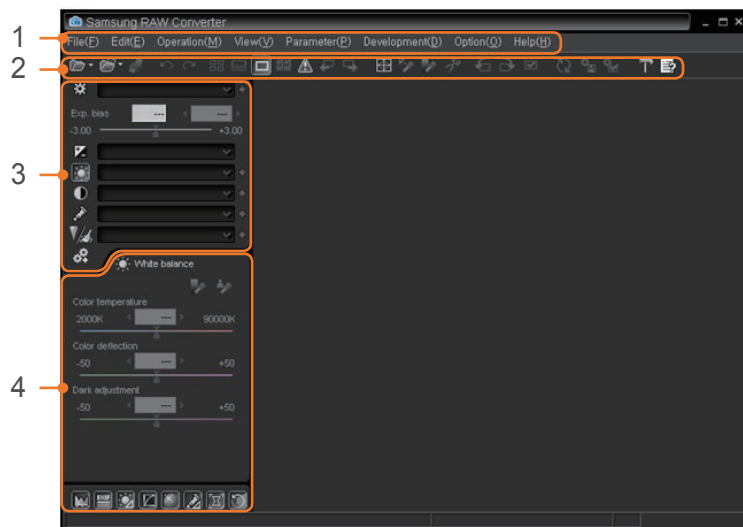 Samsung RAW Converter
1
File(F) Edit(E) Operation(M) View(V) Parameter(P) Development(D) Option(O) Help(H)
2
3
Exp. bias --- ---
-3.00 +3.00
4
White balance
Color temperature
2000K --- 90000K
Color deflection
-50 --- +50
Dark adjustment
-50 --- +50
EXIF